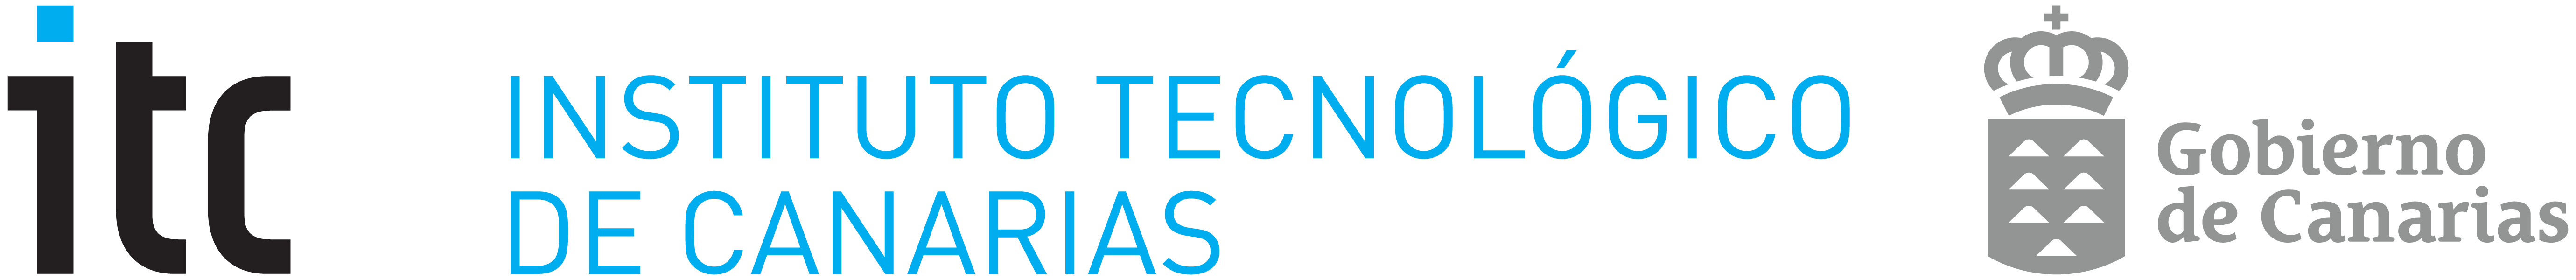 itc
INSTITUTO TECNOLÓGICO
DE CANARIAS
Gobierno
de Canarias